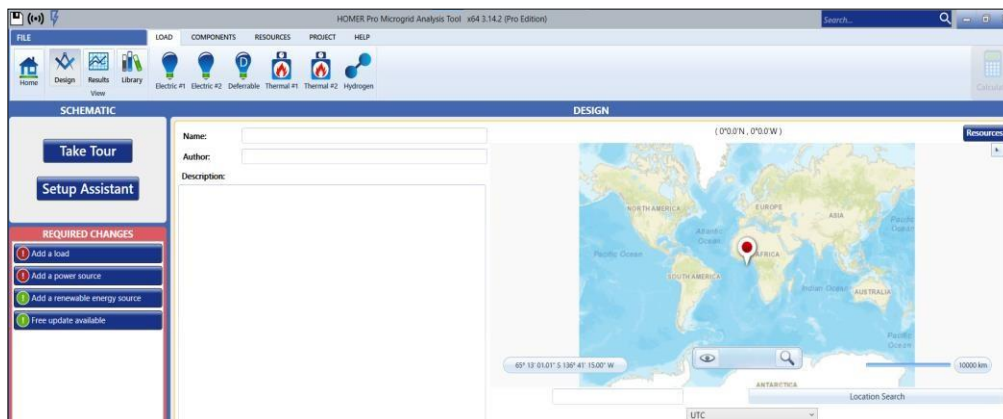 HOMER Pro Microgrid Analysis Tool x64 3.14.2 (Pro Edition)
Search...
FILE
LOAD COMPONENTS RESOURCES PROJECT HELP
Home
Design
Results
Library
View
Electric #1 Electric #2 Deferrable Thermal #1 Thermal #2 Hydrogen
D
Calculate
SCHEMATIC
DESIGN
Take Tour
Setup Assistant
REQUIRED CHANGES
Add a load
Add a power source
Add a renewable energy source
Free update available
Name:
Author:
Description:
( 0°0.0'N , 0°0.0'W )
Resources
NORTH AMERICA
EUROPE
ASIA
Atlantic
Ocean
Pacific
Ocean
Pacific Ocean
AFRICA
SOUTH AMERICA
Indian Ocean
AUSTRALIA
Pacific
Ocean
65° 13' 01.01" S 136° 41' 15.00" W
10000 km
ANTARCTICA
Location Search
UTC